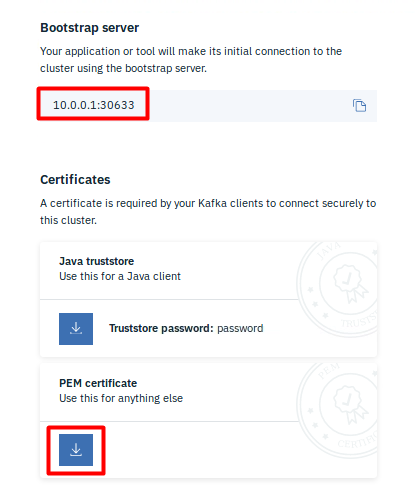 Bootstrap server
Your application or tool will make its initial connection to the
cluster using the bootstrap server.
10.0.0.1:30633
Certificates
A certificate is required by your Kafka clients to connect securely to
this cluster.
JAVA
Java truststore
Use this for a Java client
Truststore password: password
PEM
PEM certificate
Use this for anything else